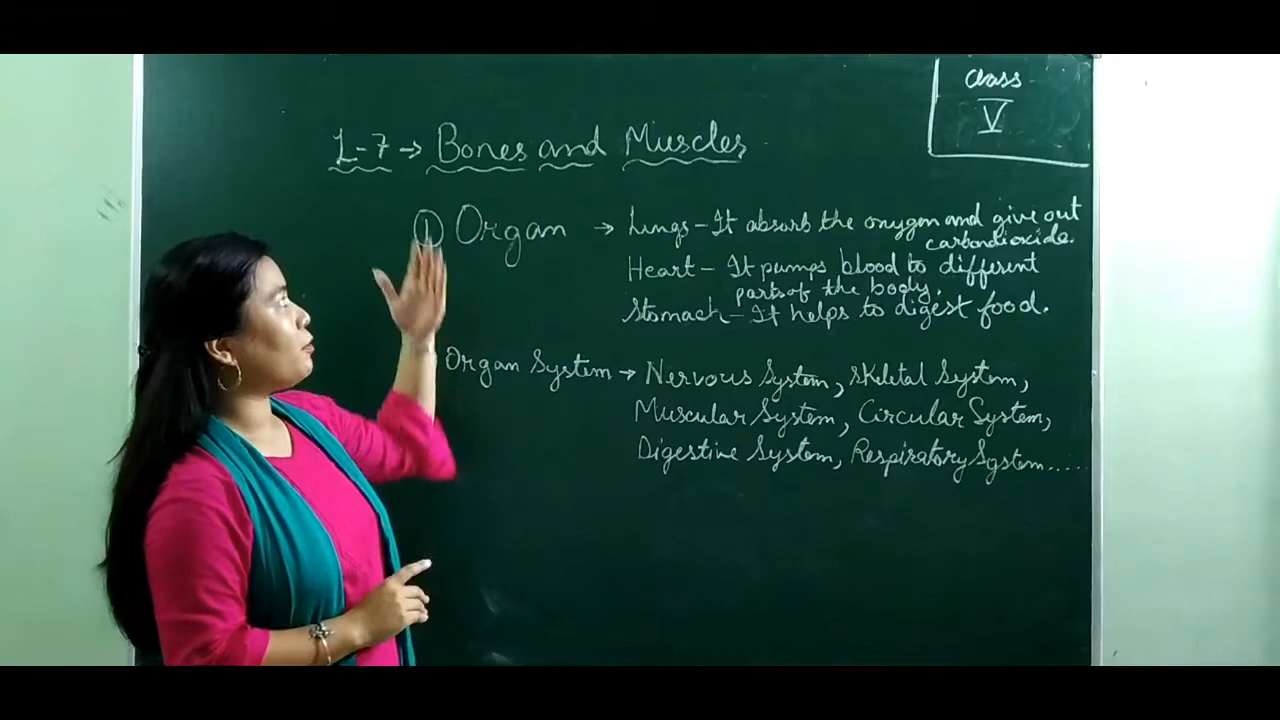 Class
V
L-7 → Bones and Muscles
① Organ → Lungs - It absorb the oxygen and give out
carbondioxide.
Heart - It pumps blood to different
parts of the body.
Stomach - It helps to digest food.
Organ System → Nervous System, Skeletal System,
Muscular System, Circular System,
Digestive System, Respiratory System.....